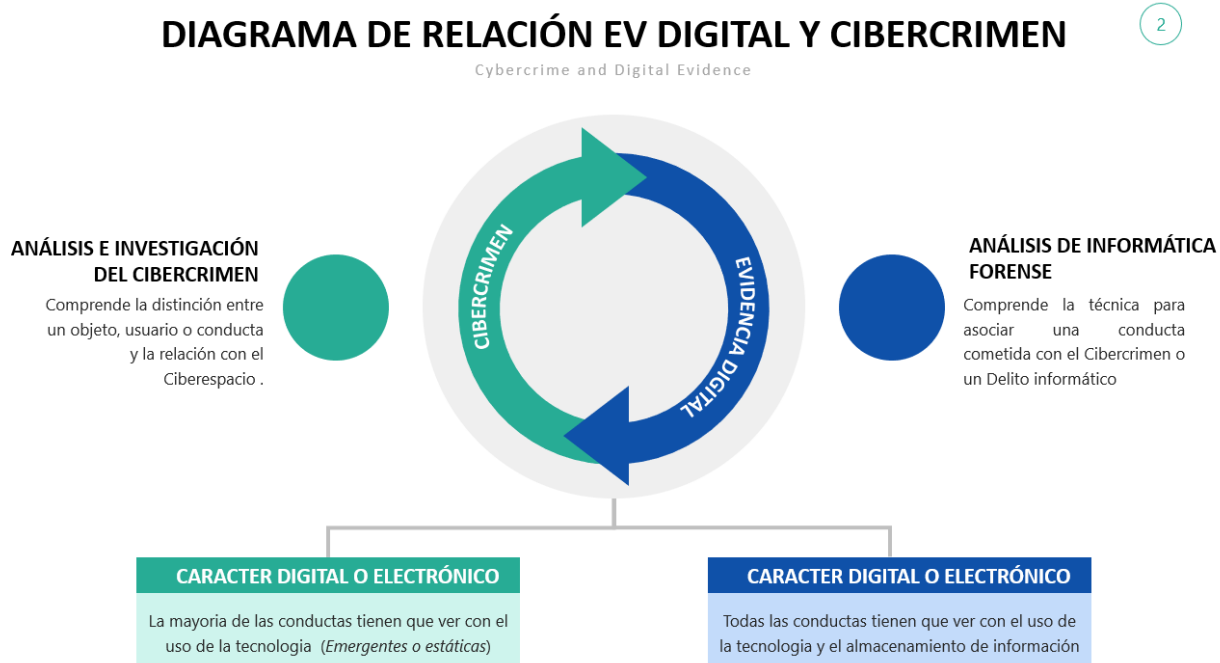 DIAGRAMA DE RELACIÓN EV DIGITAL Y CIBERCRIMEN
2
Cybercrime and Digital Evidence
ANÁLISIS E INVESTIGACIÓN
DEL CIBERCRIMEN
Comprende la distinción entre
un objeto, usuario o conducta
y la relación con el
Ciberespacio .
CIBERCRIMEN
EVIDENCIA DIGITAL
ANÁLISIS DE INFORMÁTICA
FORENSE
Comprende la técnica para
asociar una conducta
cometida con el Cibercrimen o
un Delito informático
CARACTER DIGITAL O ELECTRÓNICO
La mayoria de las conductas tienen que ver con el
uso de la tecnologia (Emergentes o estáticas)
CARACTER DIGITAL O ELECTRÓNICO
Todas las conductas tienen que ver con el uso de
la tecnologia y el almacenamiento de información